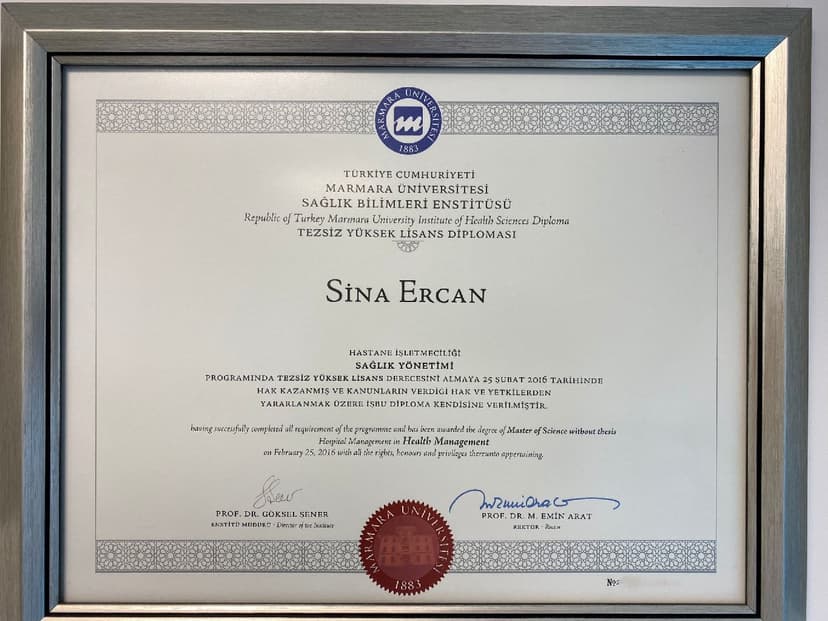 MARMARA ÜNİVERSİTESİ
m
1883
TÜRKİYE CUMHURİYETİ
MARMARA ÜNİVERSİTESİ
SAĞLIK BİLİMLERİ ENSTİTÜSÜ
Republic of Turkey Marmara University Institute of Health Sciences Diploma
TEZSİZ YÜKSEK LİSANS DİPLOMASI
SİNA ERCAN
HASTANE İŞLETMECİLİĞİ
SAĞLIK YÖNETİMİ
PROGRAMINDA TEZSİZ YÜKSEK LİSANS DERECESİNİ ALMAYA 25 ŞUBAT 2016 TARİHİNDE
HAK KAZANMIŞ VE KANUNLARIN VERDİĞİ HAK VE YETKİLERDEN
YARARLANMAK ÜZERE İŞBU DİPLOMA KENDİSİNE VERİLMİŞTİR.
having successfully completed all requirement of the programme and has been awarded the degree of Master of Science without thesis
Hospital Management in Health Management
on February 25, 2016 with all the rights, honours and privileges thereunto appertaining.
PROF. DR. GÖKSEL ŞENER
ENSTİTÜ MÜDÜRÜ - Director of the Institute
PROF. DR. M. EMİN ARAT
REKTÖR - Rector
MARMARA ÜNİVERSİTESİ
1883
Nº: